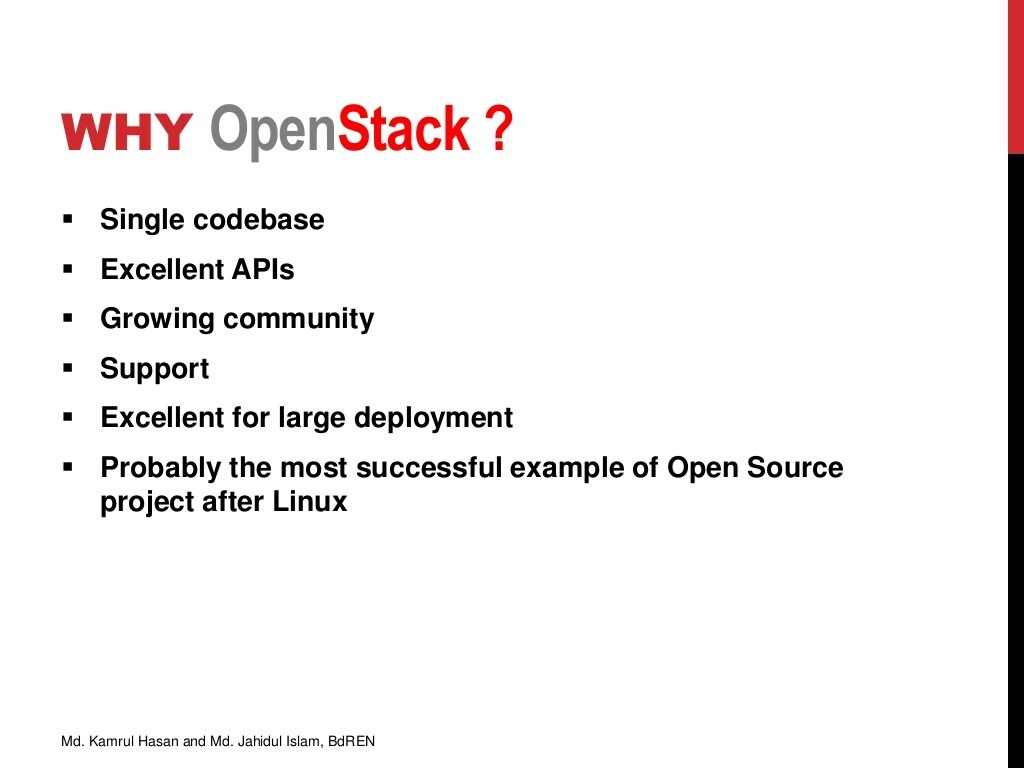 WHY OpenStack ?
▪ Single codebase
▪ Excellent APIs
▪ Growing community
▪ Support
▪ Excellent for large deployment
▪ Probably the most successful example of Open Source
project after Linux
Md. Kamrul Hasan and Md. Jahidul Islam, BdREN